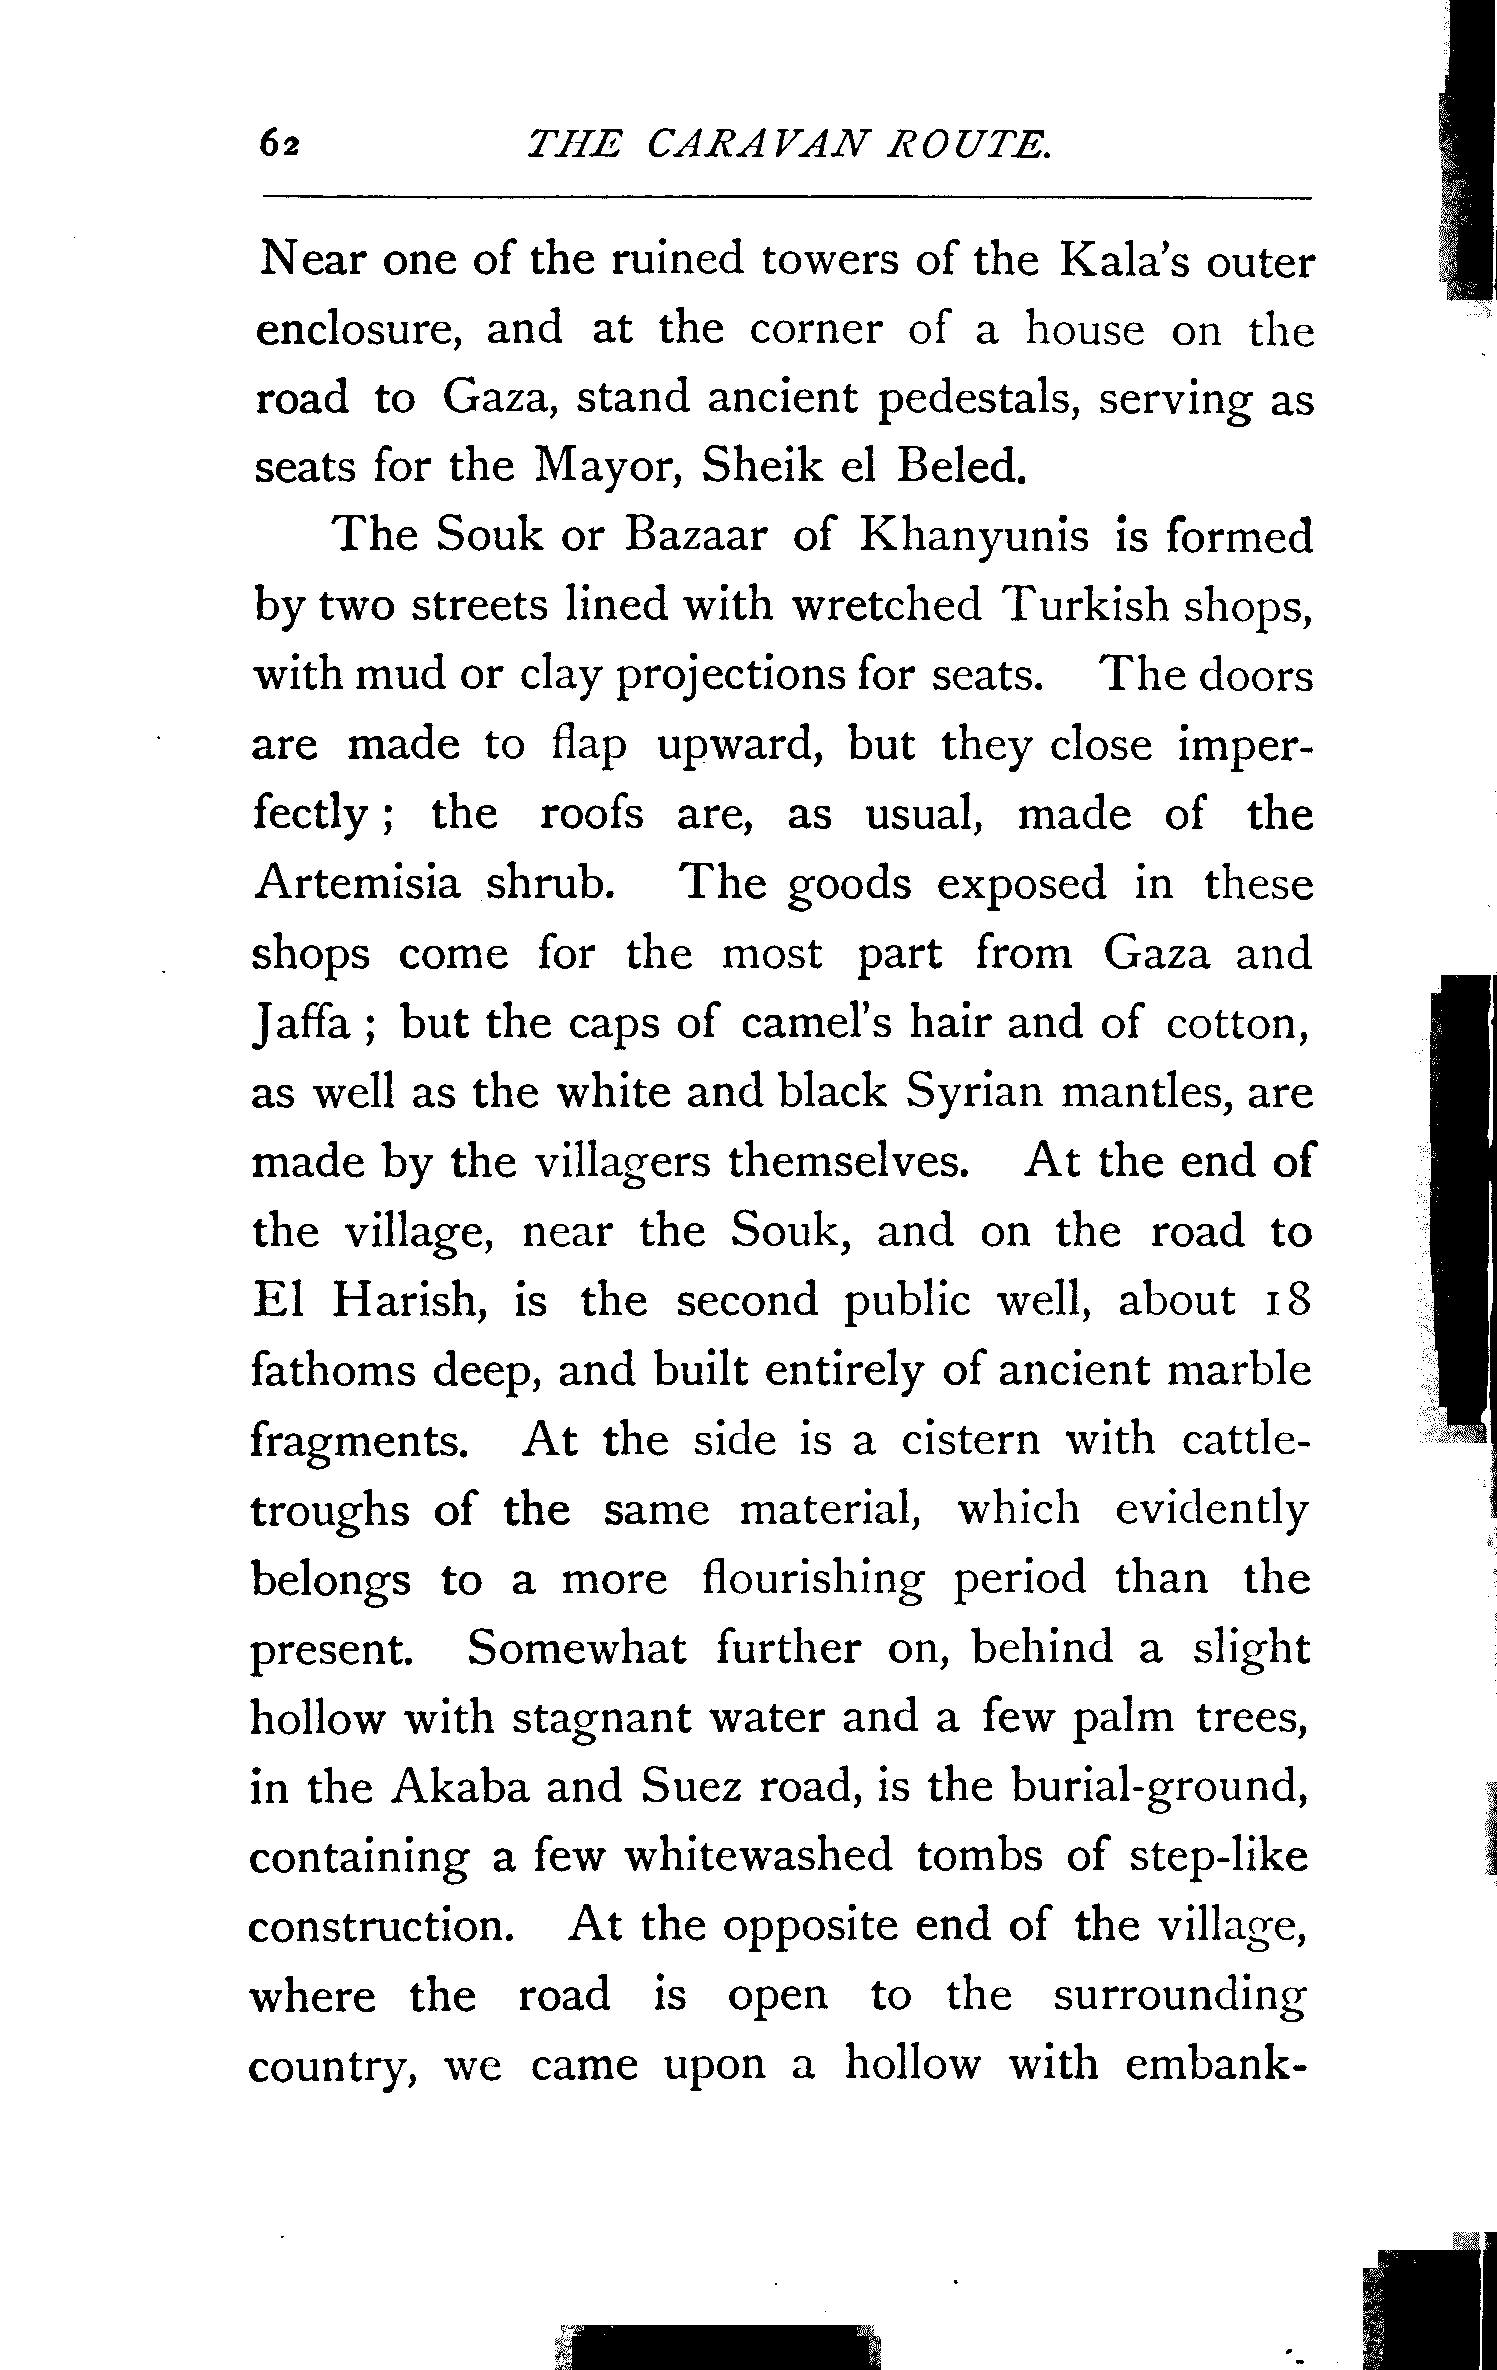 62 THE CARAVAN ROUTE.
Near one of the ruined towers of the Kala's outer
enclosure, and at the corner of a house on the
road to Gaza, stand ancient pedestals, serving as
seats for the Mayor, Sheik el Beled.
The Souk or Bazaar of Khanyunis is formed
by two streets lined with wretched Turkish shops,
with mud or clay projections for seats. The doors
are made to flap upward, but they close imper-
fectly ; the roofs are, as usual, made of the
Artemisia shrub. The goods exposed in these
shops come for the most part from Gaza and
Jaffa ; but the caps of camel's hair and of cotton,
as well as the white and black Syrian mantles, are
made by the villagers themselves. At the end of
the village, near the Souk, and on the road to
El Harish, is the second public well, about 18
fathoms deep, and built entirely of ancient marble
fragments. At the side is a cistern with cattle-
troughs of the same material, which evidently
belongs to a more flourishing period than the
present. Somewhat further on, behind a slight
hollow with stagnant water and a few palm trees,
in the Akaba and Suez road, is the burial-ground,
containing a few whitewashed tombs of step-like
construction. At the opposite end of the village,
where the road is open to the surrounding
country, we came upon a hollow with embank-